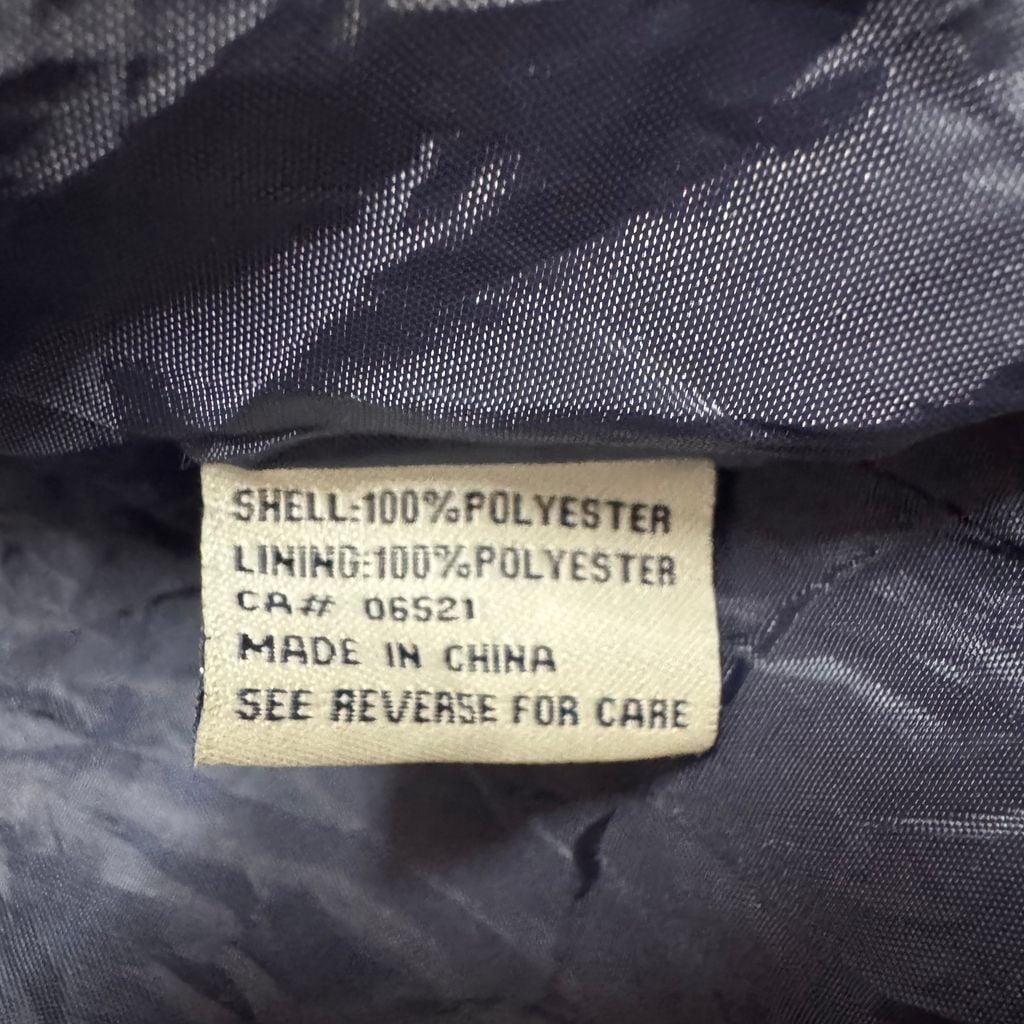 SHELL:100%POLYESTER
LINING:100%POLYESTER
CA# 06521
MADE IN CHINA
SEE REVERSE FOR CARE